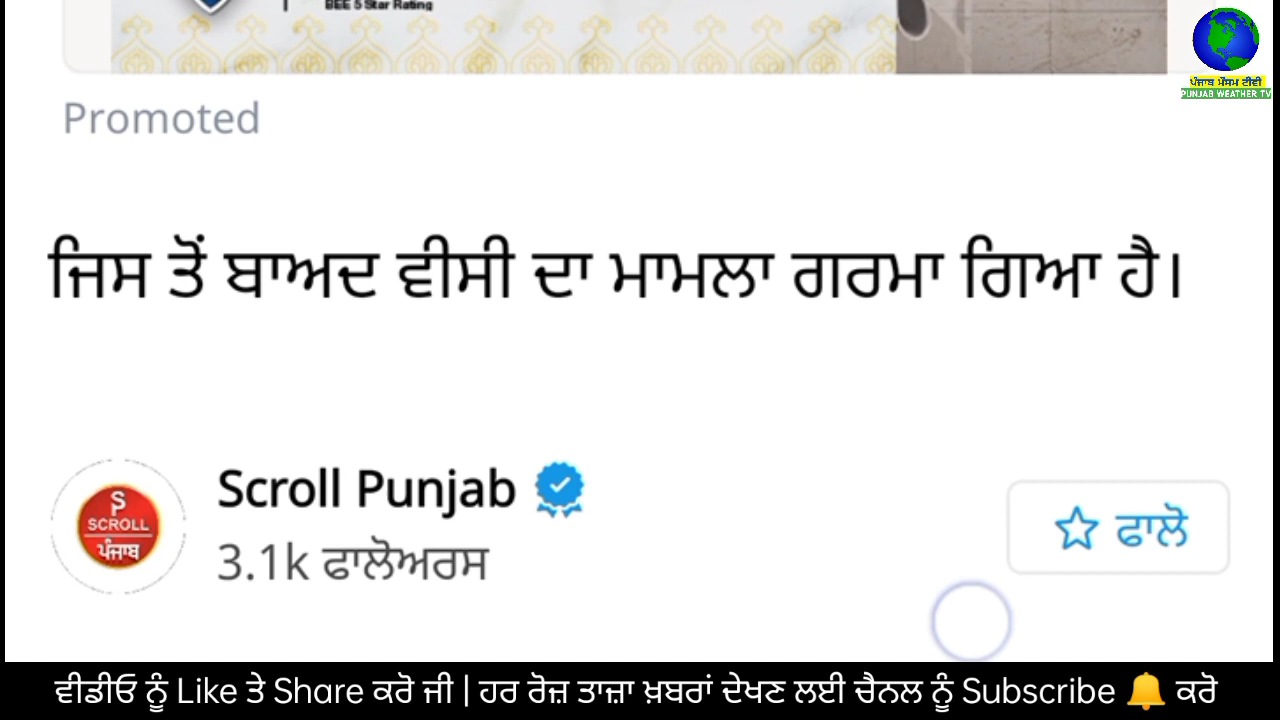 BEE 5 Star Rating
ਪੰਜਾਬ ਮੌਸਮ ਟੀਵੀ
PUNJAB WEATHER TV
Promoted
ਜਿਸ ਤੋਂ ਬਾਅਦ ਵੀਸੀ ਦਾ ਮਾਮਲਾ ਗਰਮਾ ਗਿਆ ਹੈ।
S
P
SCROLL
ਪੰਜਾਬ
Scroll Punjab
3.1k ਫਾਲੋਅਰਸ
ਫਾਲੋ
ਵੀਡੀਓ ਨੂੰ Like ਤੇ Share ਕਰੋ ਜੀ | ਹਰ ਰੋਜ਼ ਤਾਜ਼ਾ ਖ਼ਬਰਾਂ ਦੇਖਣ ਲਈ ਚੈਨਲ ਨੂੰ Subscribe 🔔 ਕਰੋ